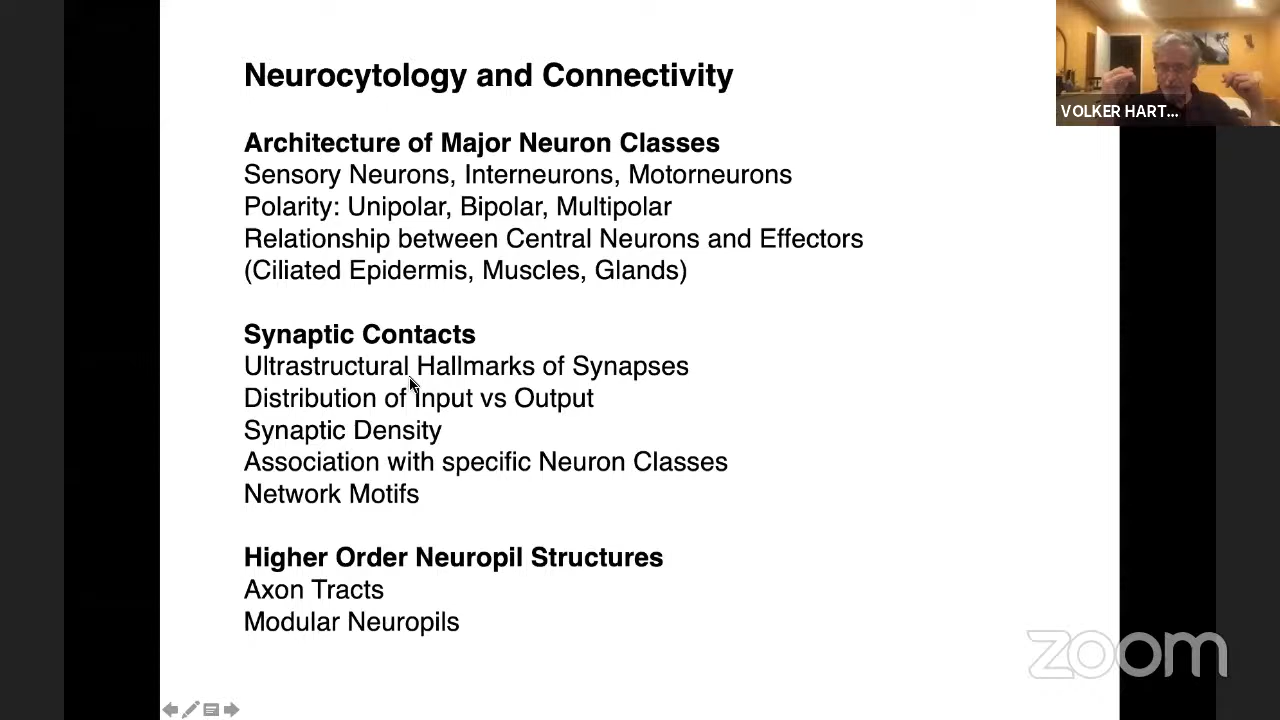 Neurocytology and Connectivity
Architecture of Major Neuron Classes
Sensory Neurons, Interneurons, Motorneurons
Polarity: Unipolar, Bipolar, Multipolar
Relationship between Central Neurons and Effectors
(Ciliated Epidermis, Muscles, Glands)
Synaptic Contacts
Ultrastructural Hallmarks of Synapses
Distribution of Input vs Output
Synaptic Density
Association with specific Neuron Classes
Network Motifs
Higher Order Neuropil Structures
Axon Tracts
Modular Neuropils
VOLKER HART...
zoom